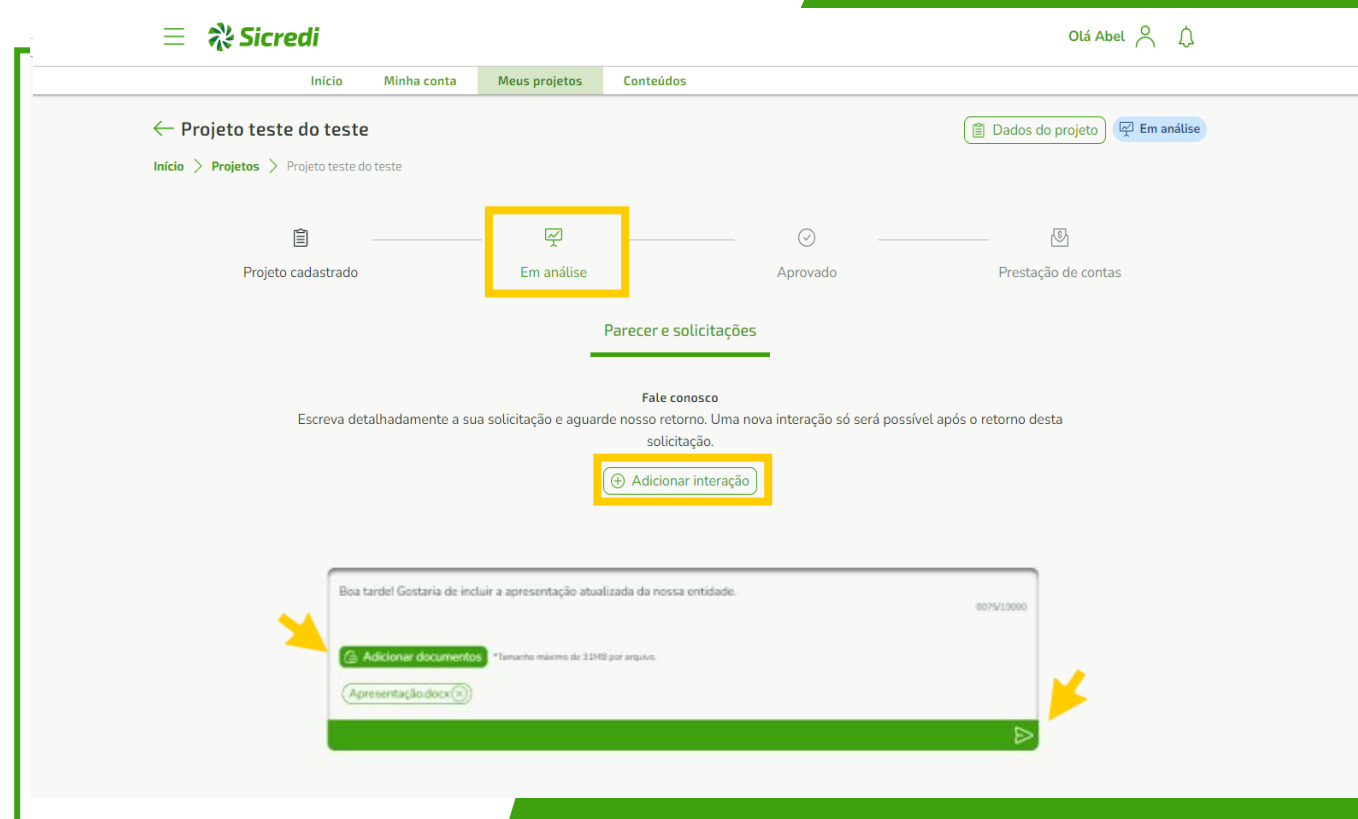 Sicredi
Olá Abel
Início Minha conta Meus projetos Conteúdos
Projeto teste do teste
Dados do projeto
Em análise
Início > Projetos > Projeto teste do teste
Projeto cadastrado
Em análise
Aprovado
Prestação de contas
Parecer e solicitações
Fale conosco
Escreva detalhadamente a sua solicitação e aguarde nosso retorno. Uma nova interação só será possível após o retorno desta
solicitação.
Adicionar interação
Boa tarde! Gostaria de incluir a apresentação atualizada da nossa entidade.
0075/10000
Adicionar documentos
*Tamanho máximo de 31MB por arquivo.
Apresentação.docx